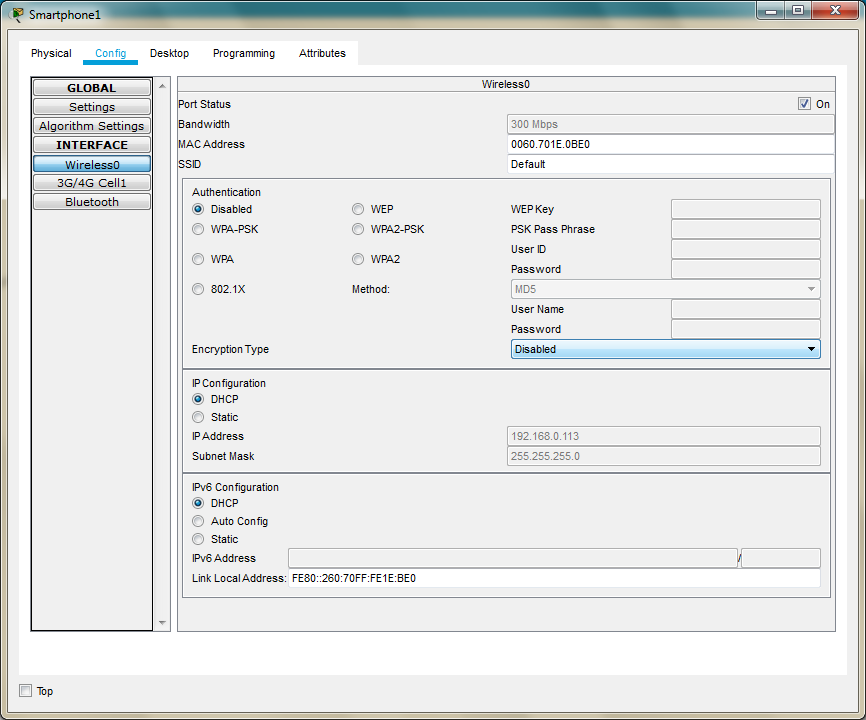 Smartphone1
Physical Config Desktop Programming Attributes
GLOBAL
Settings
Algorithm Settings
INTERFACE
Wireless0
3G/4G Cell1
Bluetooth
Wireless0
Port Status On
Bandwidth 300 Mbps
MAC Address 0060.701E.0BE0
SSID Default
Authentication
Disabled WEP WEP Key
WPA-PSK WPA2-PSK PSK Pass Phrase
User ID
WPA WPA2
Password
802.1X Method: MD5
User Name
Password
Encryption Type Disabled
IP Configuration
DHCP
Static
IP Address 192.168.0.113
Subnet Mask 255.255.255.0
IPv6 Configuration
DHCP
Auto Config
Static
IPv6 Address /
Link Local Address: FE80::260:70FF:FE1E:BE0
Top